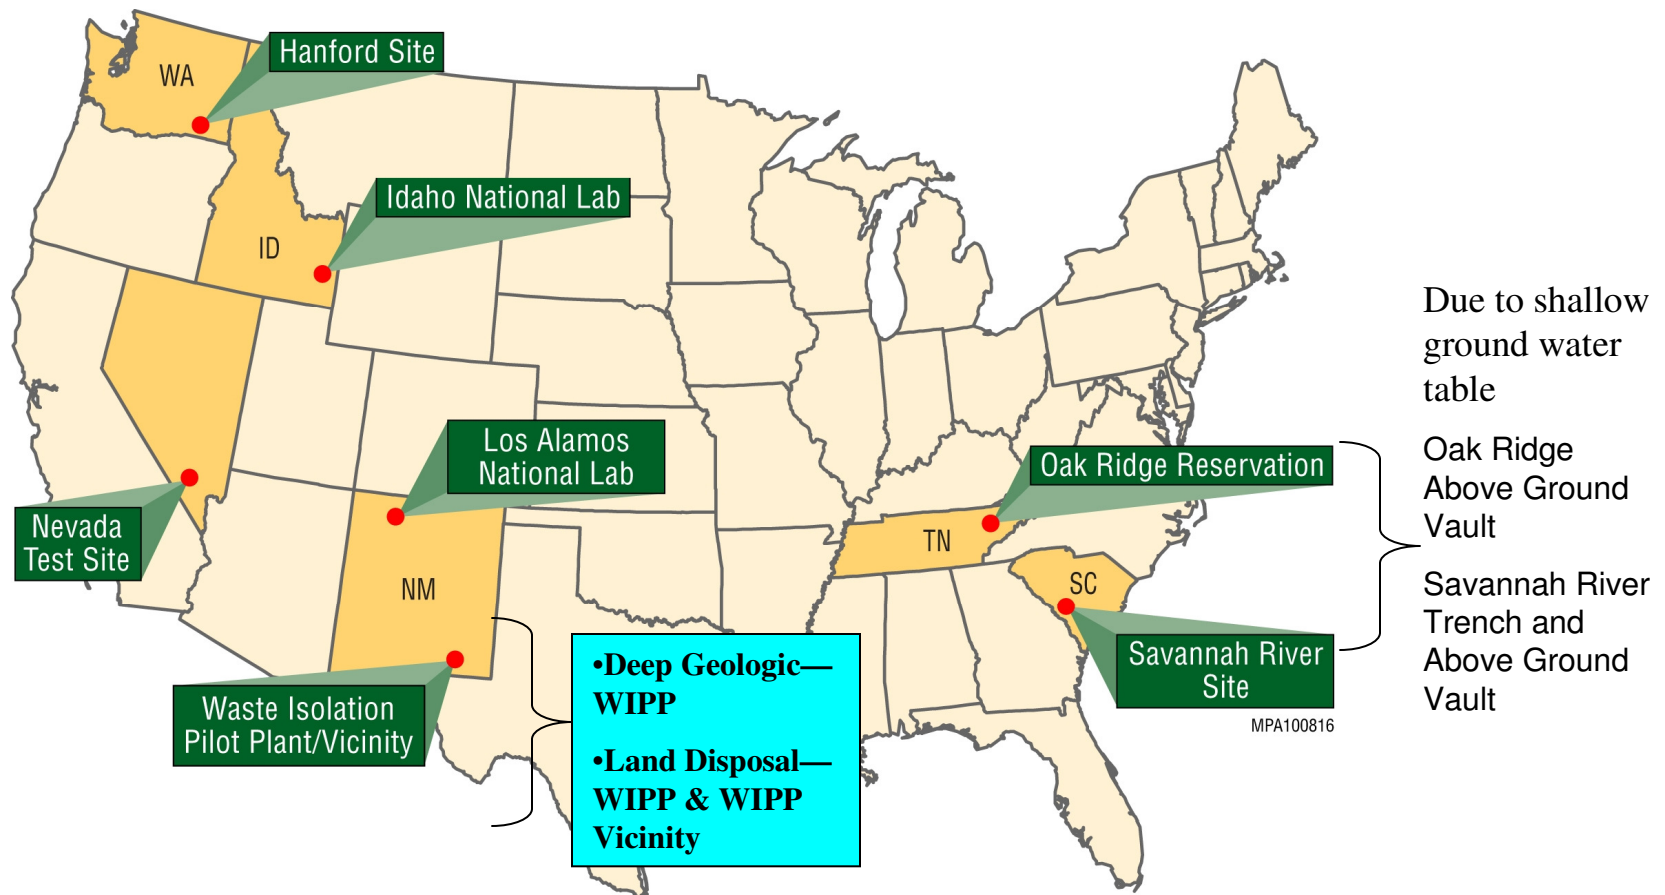 WA
Hanford Site
Idaho National Lab
ID
Los Alamos
National Lab
Nevada
Test Site
NM
Waste Isolation
Pilot Plant/Vicinity
•Deep Geologic—
WIPP
•Land Disposal—
WIPP & WIPP
Vicinity
Oak Ridge Reservation
TN
SC
Savannah River
Site
MPA100816
Due to shallow
ground water
table
Oak Ridge
Above Ground
Vault
Savannah River
Trench and
Above Ground
Vault